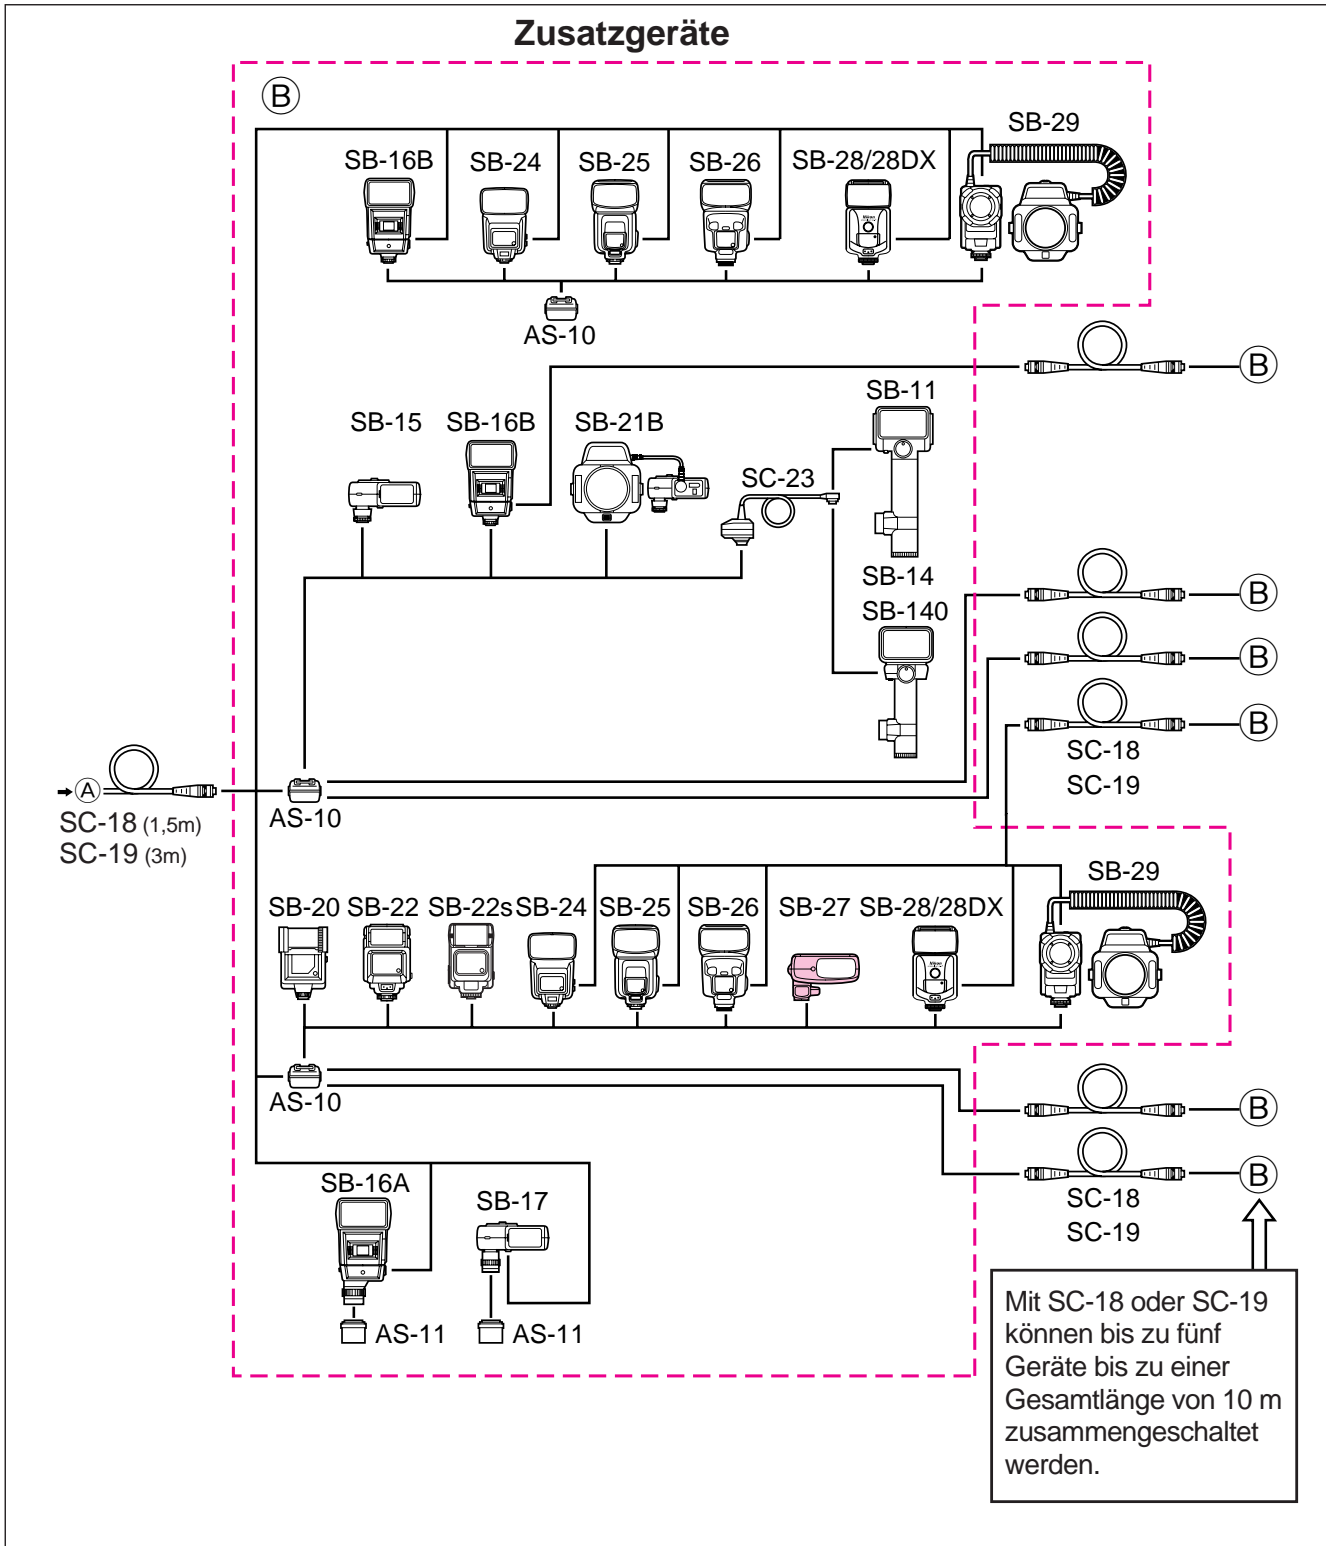 Zusatzgeräte
B
SB-29
SB-16B SB-24 SB-25 SB-26 SB-28/28DX
AS-10
B
SB-11
SB-15 SB-16B SB-21B
SC-23
SB-14
SB-140
B
B
B
SC-18
SC-19
A
SC-18 (1,5m)
SC-19 (3m)
AS-10
SB-29
SB-20 SB-22 SB-22s SB-24 SB-25 SB-26 SB-27 SB-28/28DX
AS-10
B
B
SC-18
SC-19
SB-16A
SB-17
AS-11 AS-11
Mit SC-18 oder SC-19
können bis zu fünf
Geräte bis zu einer
Gesamtlänge von 10 m
zusammengeschaltet
werden.